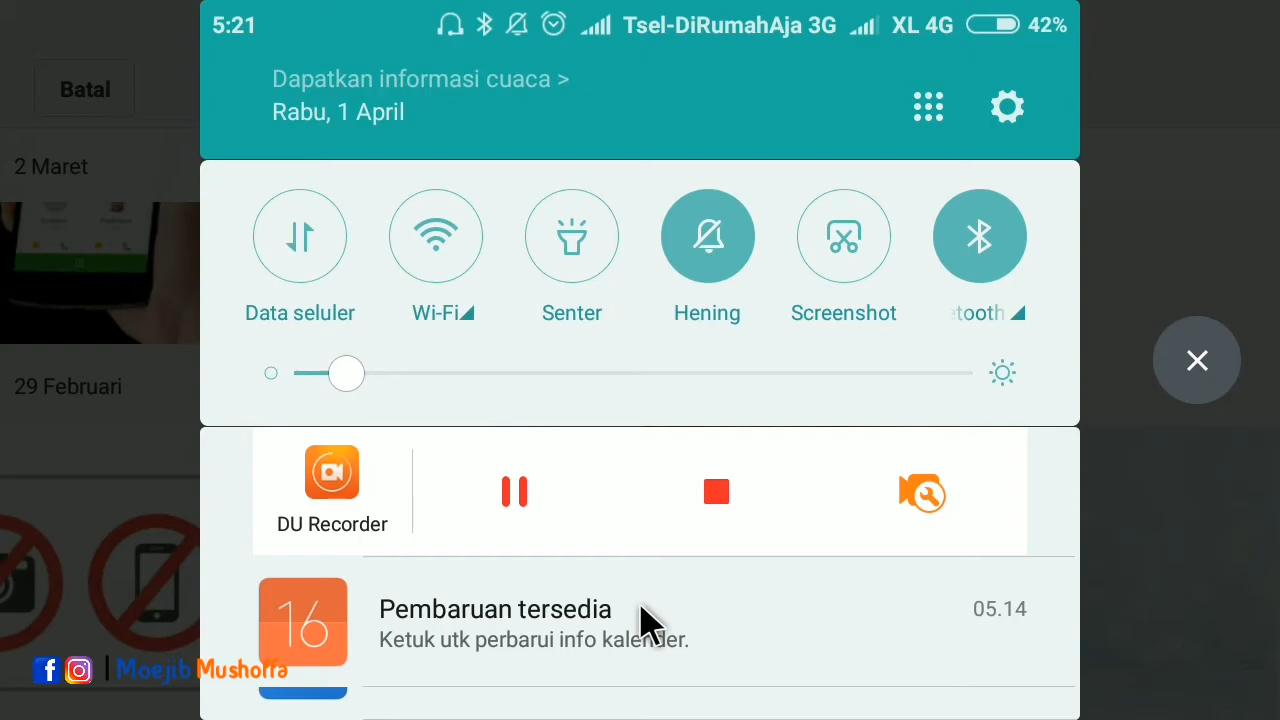 5:21
Tsel-DiRumahAja 3G
XL 4G
42%
Dapatkan informasi cuaca >
Rabu, 1 April
Batal
2 Maret
29 Februari
Data seluler
Wi-Fi
Senter
Hening
Screenshot
etooth
DU Recorder
16
Pembaruan tersedia
05.14
Ketuk utk perbarui info kalender.
Moejib Mushoffa